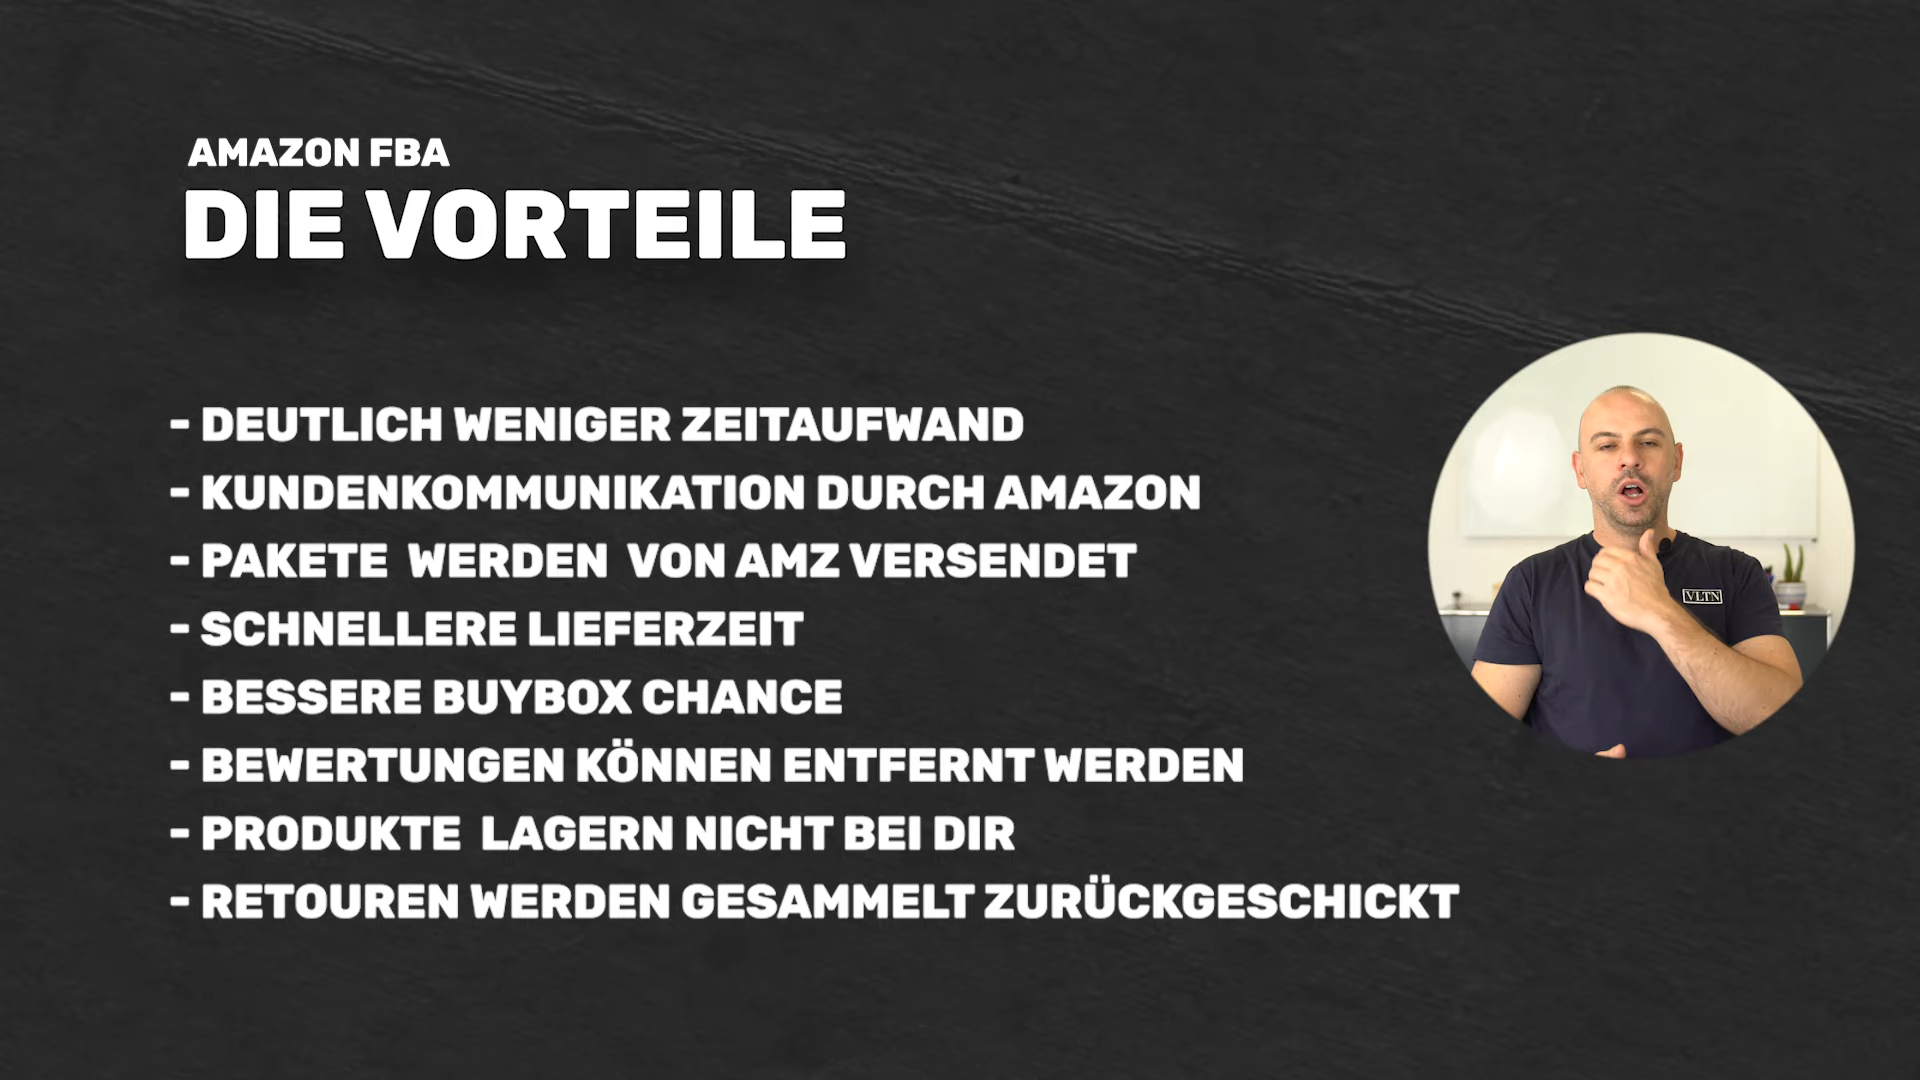 AMAZON FBA
DIE VORTEILE
- DEUTLICH WENIGER ZEITAUFWAND
- KUNDENKOMMUNIKATION DURCH AMAZON
- PAKETE WERDEN VON AMZ VERSENDET
- SCHNELLERE LIEFERZEIT
- BESSERE BUYBOX CHANCE
- BEWERTUNGEN KÖNNEN ENTFERNT WERDEN
- PRODUKTE LAGERN NICHT BEI DIR
- RETOUREN WERDEN GESAMMELT ZURÜCKGESCHICKT
VLTN